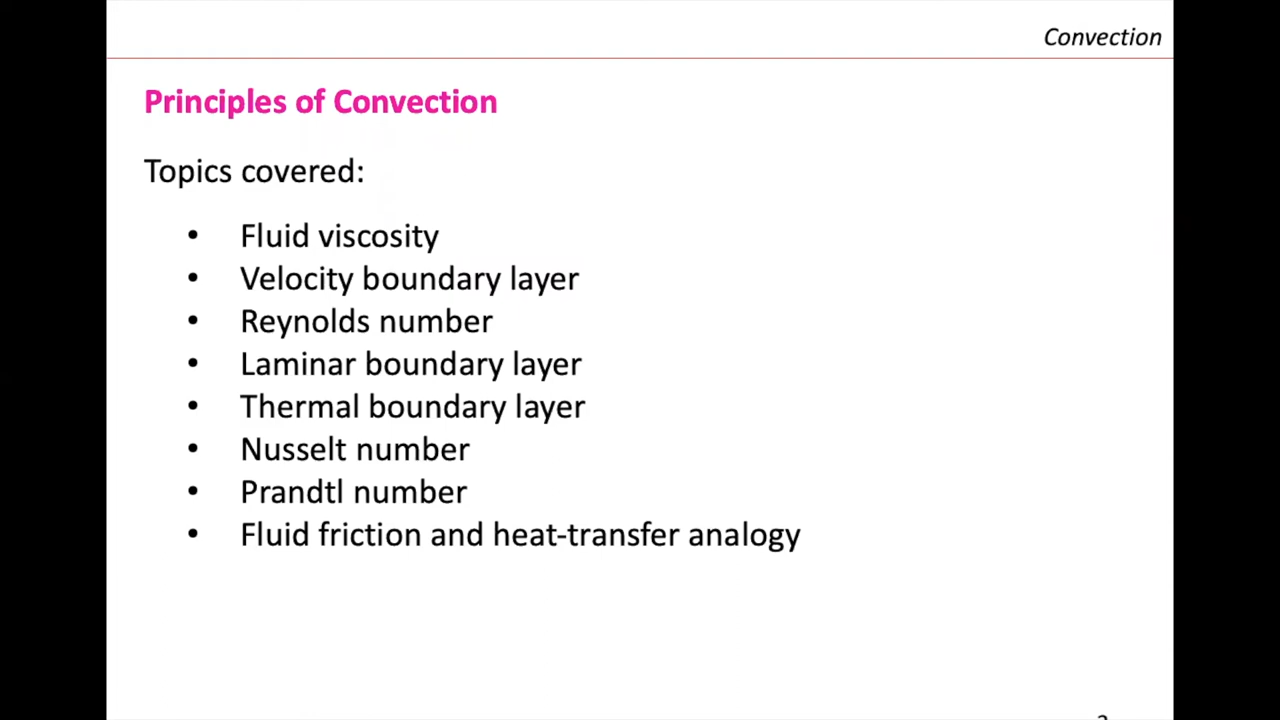 Convection
Principles of Convection
Topics covered:
• Fluid viscosity
• Velocity boundary layer
• Reynolds number
• Laminar boundary layer
• Thermal boundary layer
• Nusselt number
• Prandtl number
• Fluid friction and heat-transfer analogy